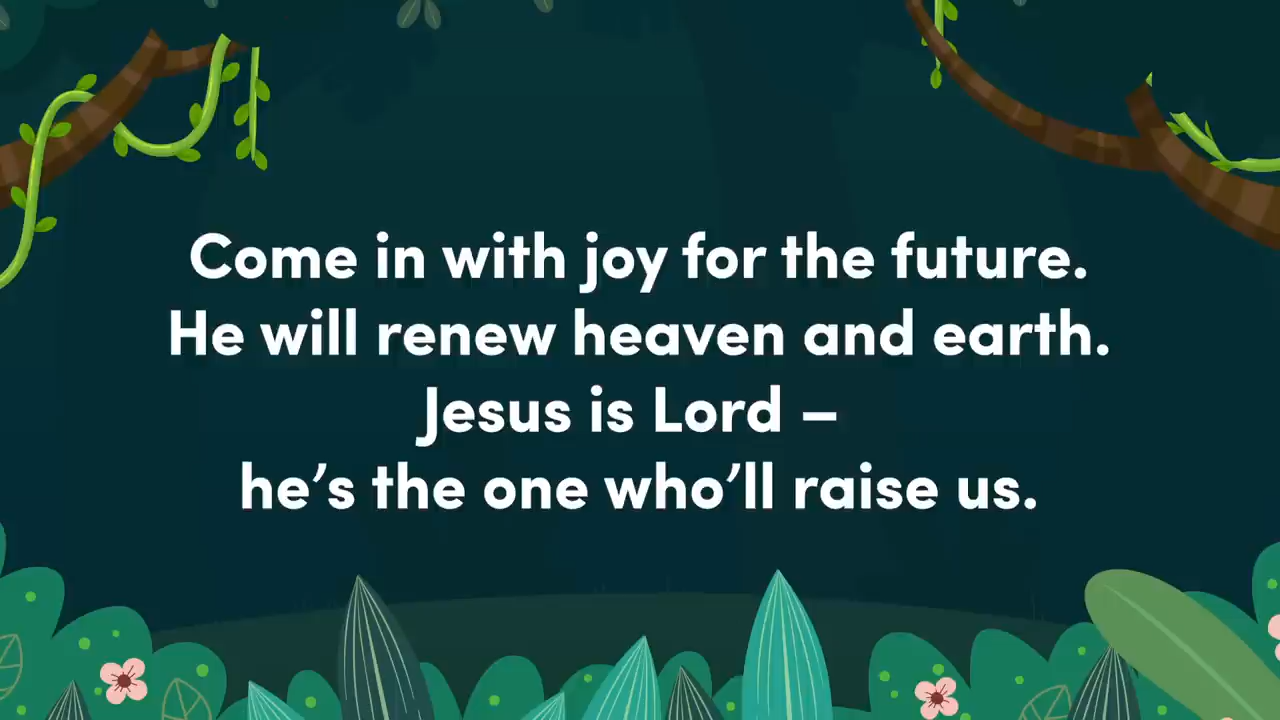 Come in with joy for the future.
He will renew heaven and earth.
Jesus is Lord –
he’s the one who’ll raise us.